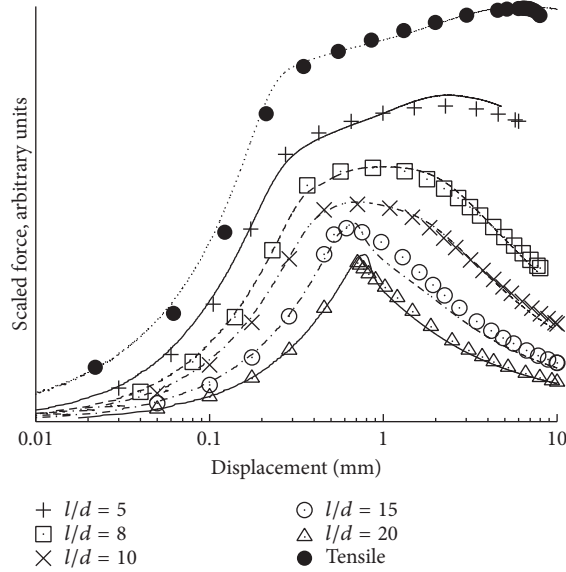 Scaled force, arbitrary units
0.01 0.1 1 10
Displacement (mm)
l/d = 5
l/d = 8
l/d = 10
l/d = 15
l/d = 20
Tensile